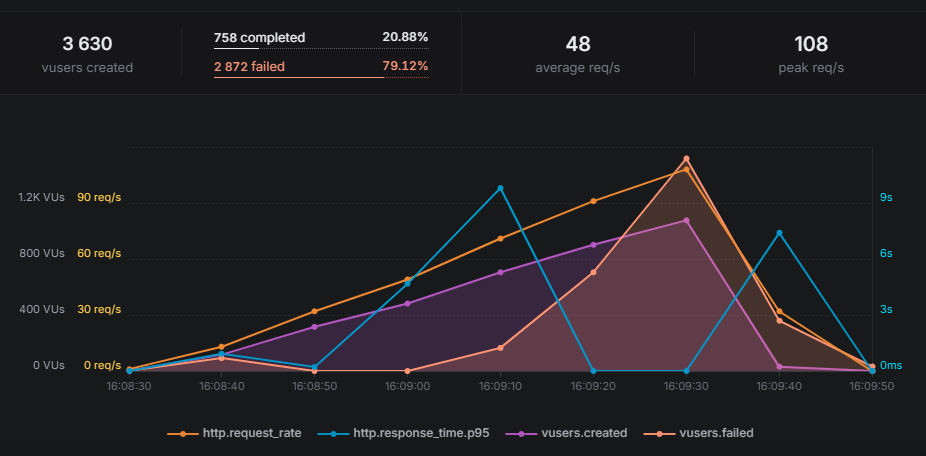 3 630
vusers created
758 completed 20.88%
2 872 failed 79.12%
48
average req/s
108
peak req/s
1.2K VUs 90 req/s 9s
800 VUs 60 req/s 6s
400 VUs 30 req/s 3s
0 VUs 0 req/s 0ms
16:08:30 16:08:40 16:08:50 16:09:00 16:09:10 16:09:20 16:09:30 16:09:40 16:09:50
http.request_rate http.response_time.p95 vusers.created vusers.failed